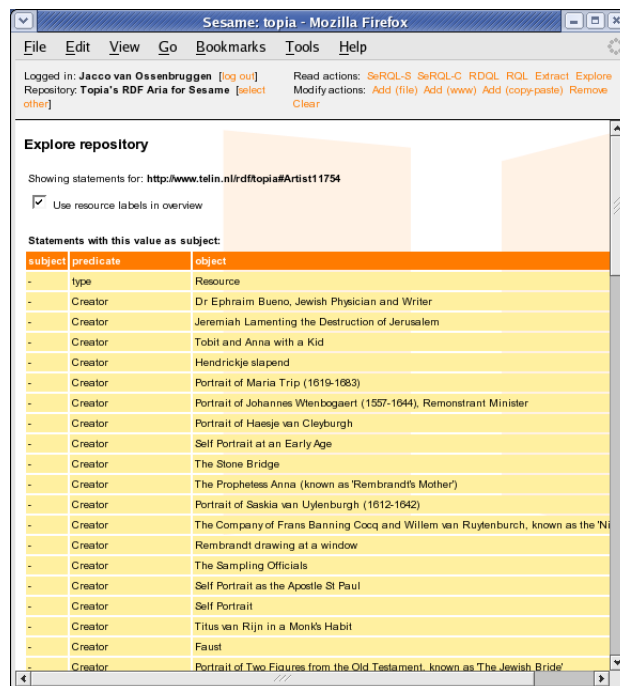 Sesame: topia - Mozilla Firefox
File Edit View Go Bookmarks Tools Help
Logged in: Jacco van Ossenbruggen [log out]
Repository: Topia's RDF Aria for Sesame [select
other]
Read actions: SeRQL-S SeRQL-C RDQL RQL Extract Explore
Modify actions: Add (file) Add (www) Add (copy-paste) Remove
Clear
Explore repository
Showing statements for: http://www.telin.nl/rdf/topia#Artist11754
Use resource labels in overview
Statements with this value as subject:
subject predicate object
- type Resource
- Creator Dr Ephraim Bueno, Jewish Physician and Writer
- Creator Jeremiah Lamenting the Destruction of Jerusalem
- Creator Tobit and Anna with a Kid
- Creator Hendrickje slapend
- Creator Portrait of Maria Trip (1619-1683)
- Creator Portrait of Johannes Wtenbogaert (1557-1644), Remonstrant Minister
- Creator Portrait of Haesje van Cleyburgh
- Creator Self Portrait at an Early Age
- Creator The Stone Bridge
- Creator The Prophetess Anna (known as 'Rembrandt's Mother')
- Creator Portrait of Saskia van Uylenburgh (1612-1642)
- Creator The Company of Frans Banning Cocq and Willem van Ruytenburch, known as the 'Ni
- Creator Rembrandt drawing at a window
- Creator The Sampling Officials
- Creator Self Portrait as the Apostle St Paul
- Creator Self Portrait
- Creator Titus van Rijn in a Monk's Habit
- Creator Faust
- Creator Portrait of Two Figures from the Old Testament, known as 'The Jewish Bride'